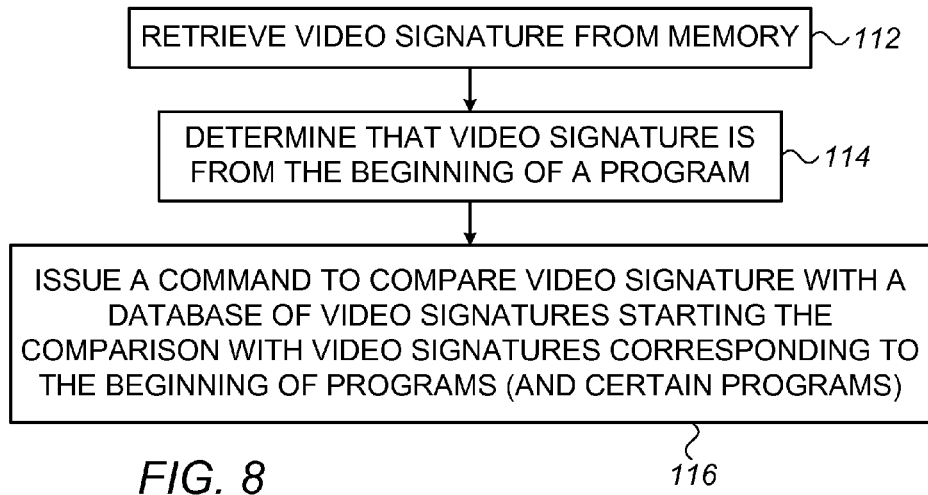 RETRIEVE VIDEO SIGNATURE FROM MEMORY
112
DETERMINE THAT VIDEO SIGNATURE IS
FROM THE BEGINNING OF A PROGRAM
114
ISSUE A COMMAND TO COMPARE VIDEO SIGNATURE WITH A
DATABASE OF VIDEO SIGNATURES STARTING THE
COMPARISON WITH VIDEO SIGNATURES CORRESPONDING TO
THE BEGINNING OF PROGRAMS (AND CERTAIN PROGRAMS)
116
FIG. 8